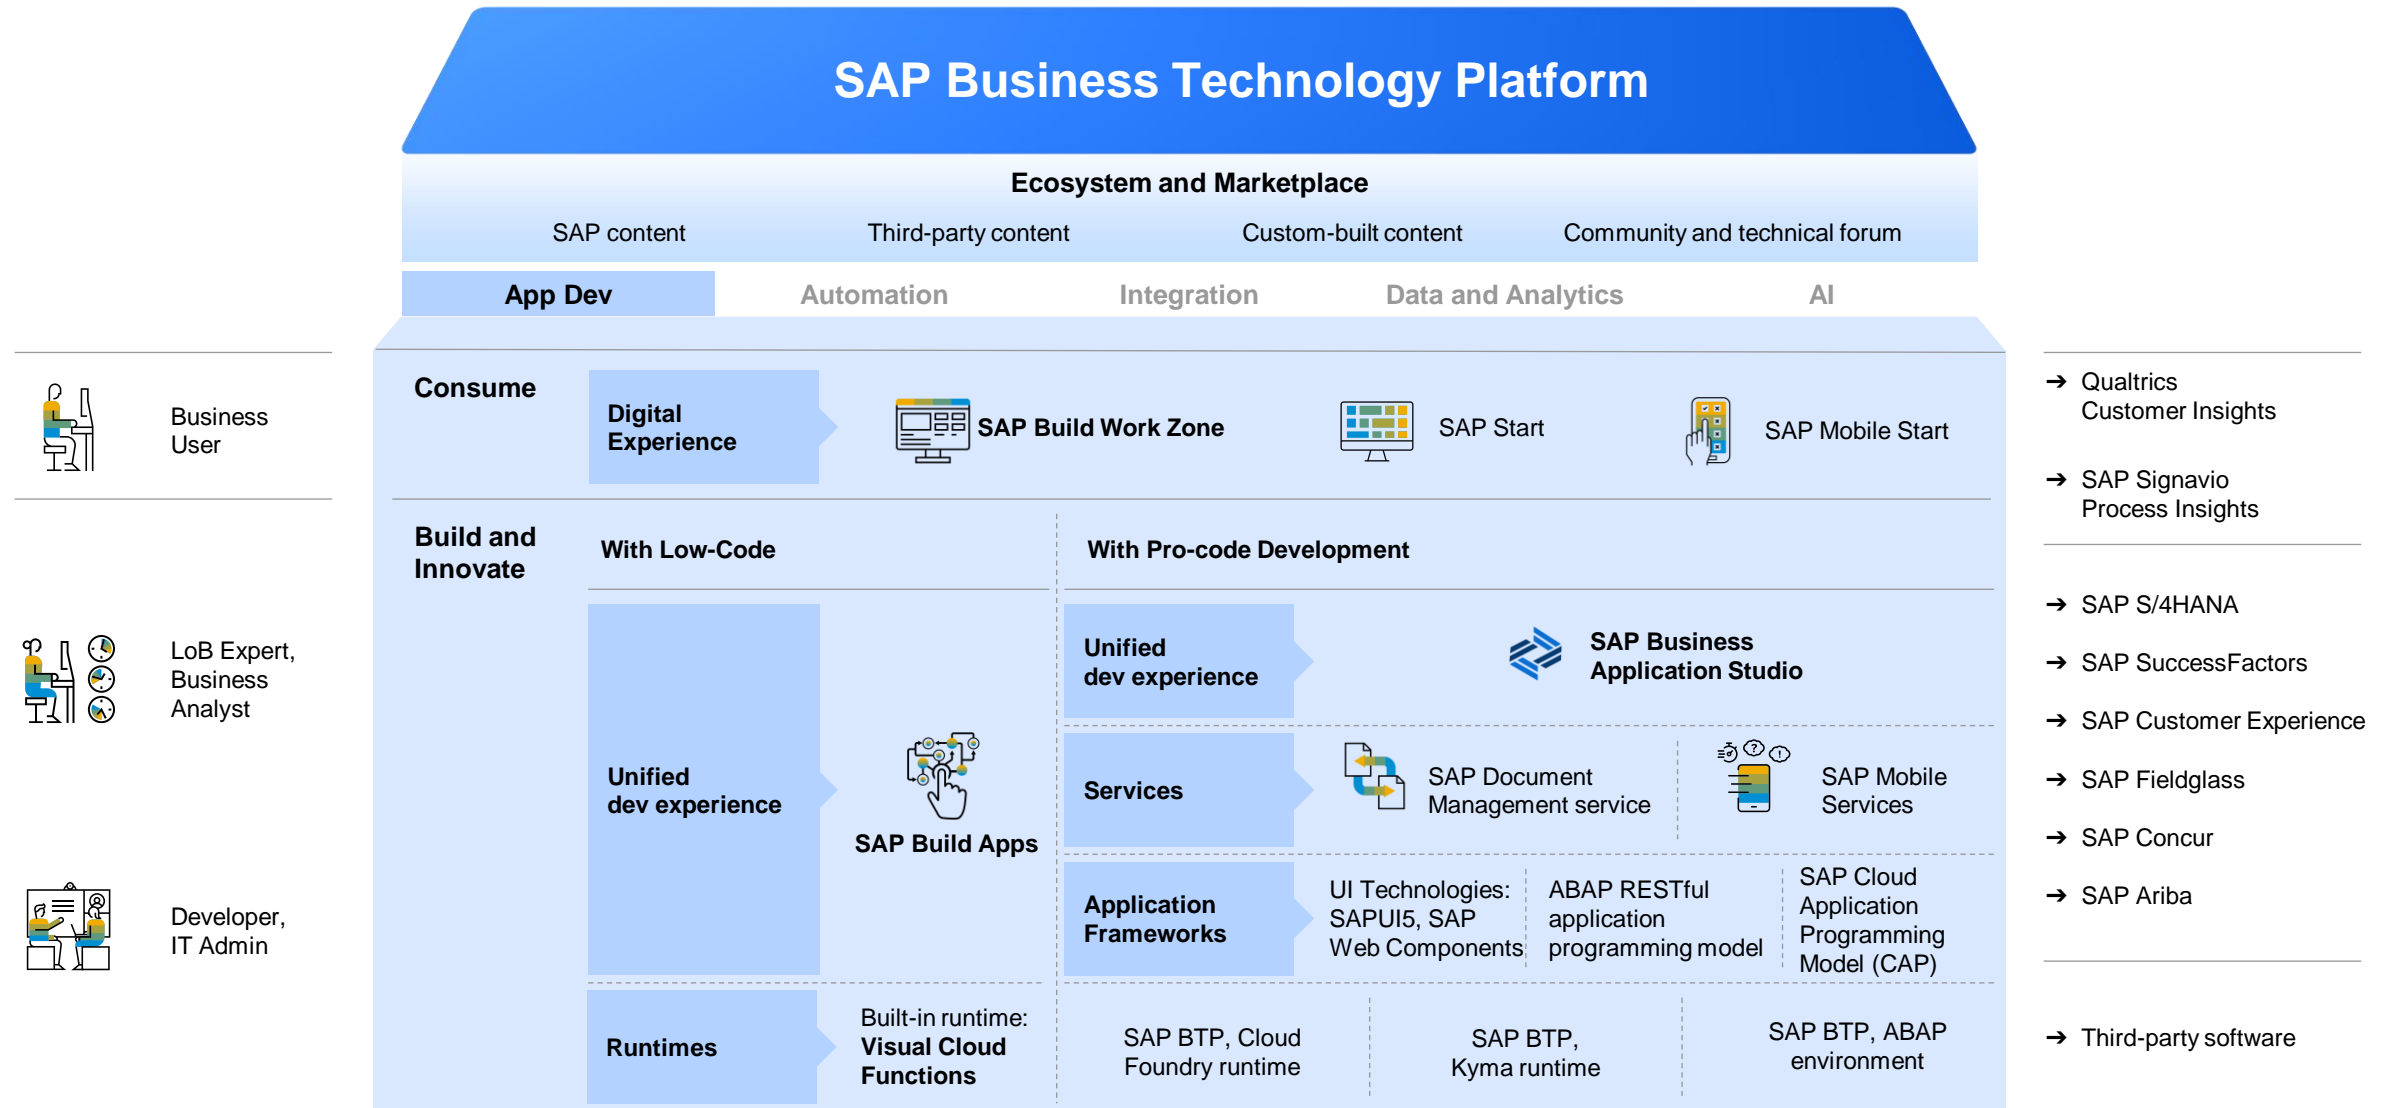 SAP Business Technology Platform
Ecosystem and Marketplace
SAP content
Third-party content
Custom-built content
Community and technical forum
App Dev
Automation
Integration
Data and Analytics
AI
Business
User
LoB Expert,
Business
Analyst
Developer,
IT Admin
Consume
Digital
Experience
SAP Build Work Zone
SAP Start
SAP Mobile Start
Build and
Innovate
With Low-Code
Unified
dev experience
SAP Build Apps
Runtimes
Built-in runtime:
Visual Cloud
Functions
With Pro-code Development
Unified
dev experience
SAP Business
Application Studio
Services
SAP Document
Management service
SAP Mobile
Services
Application
Frameworks
UI Technologies:
SAPUI5, SAP
Web Components
ABAP RESTful
application
programming model
SAP Cloud
Application
Programming
Model (CAP)
SAP BTP, Cloud
Foundry runtime
SAP BTP,
Kyma runtime
SAP BTP, ABAP
environment
➔ Qualtrics
Customer Insights
➔ SAP Signavio
Process Insights
➔ SAP S/4HANA
➔ SAP SuccessFactors
➔ SAP Customer Experience
➔ SAP Fieldglass
➔ SAP Concur
➔ SAP Ariba
➔ Third-party software